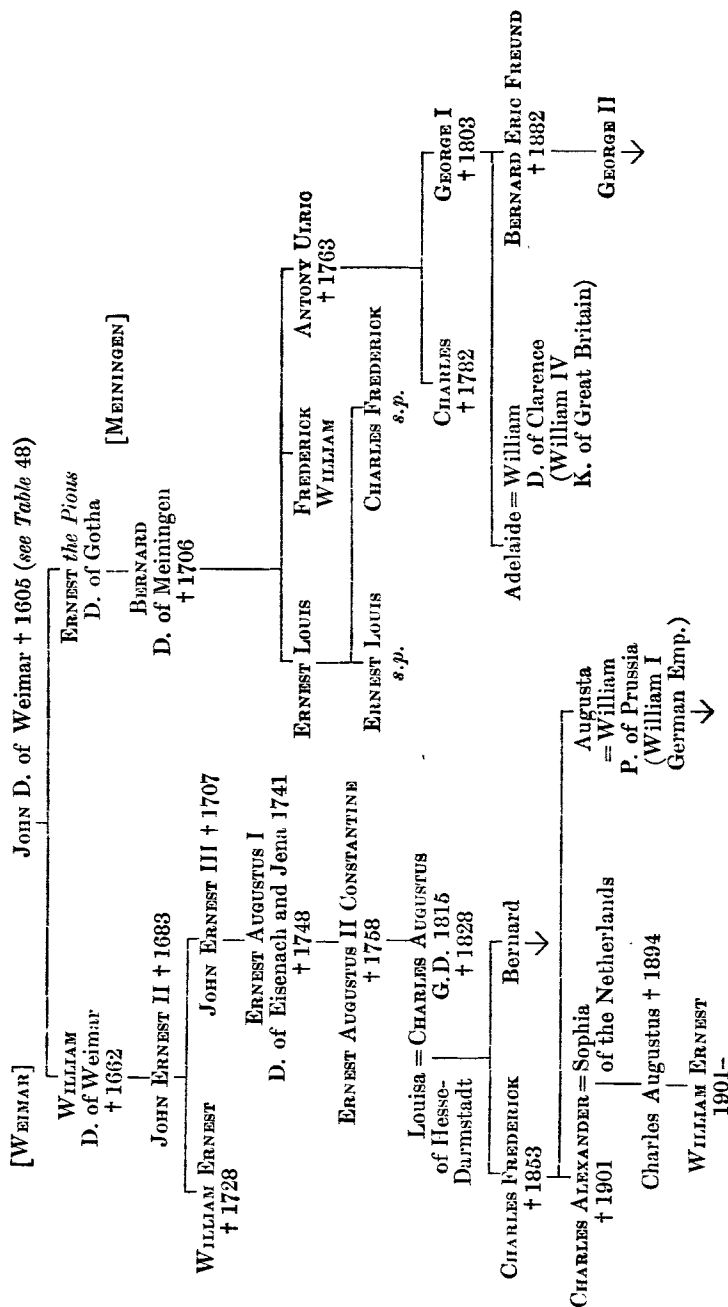 JOHN D. of Weimar † 1605 (see Table 48)
[WEIMAR]
WILLIAM
D. of Weimar
† 1662
JOHN ERNEST II † 1683
WILLIAM ERNEST
† 1728
JOHN ERNEST III † 1707
ERNEST AUGUSTUS I
D. of Eisenach and Jena 1741
† 1748
ERNEST AUGUSTUS II CONSTANTINE
† 1758
Louisa = CHARLES AUGUSTUS
of Hesse-
Darmstadt
G.D. 1815
† 1828
CHARLES FREDERICK
† 1853
Bernard
CHARLES ALEXANDER = Sophia
† 1901
of the Netherlands
Augusta
= William
P. of Prussia
(William I
German Emp.)
Charles Augustus † 1894
WILLIAM ERNEST
1901–
[MEININGEN]
ERNEST the Pious
D. of Gotha
BERNARD
D. of Meiningen
† 1706
ERNEST LOUIS
FREDERICK
WILLIAM
ANTONY ULRIC
† 1763
ERNEST LOUIS
s.p.
CHARLES FREDERICK
s.p.
CHARLES
† 1782
GEORGE I
† 1803
Adelaide = William
D. of Clarence
(William IV
K. of Great Britain)
BERNARD ERIC FREUND
† 1882
GEORGE II